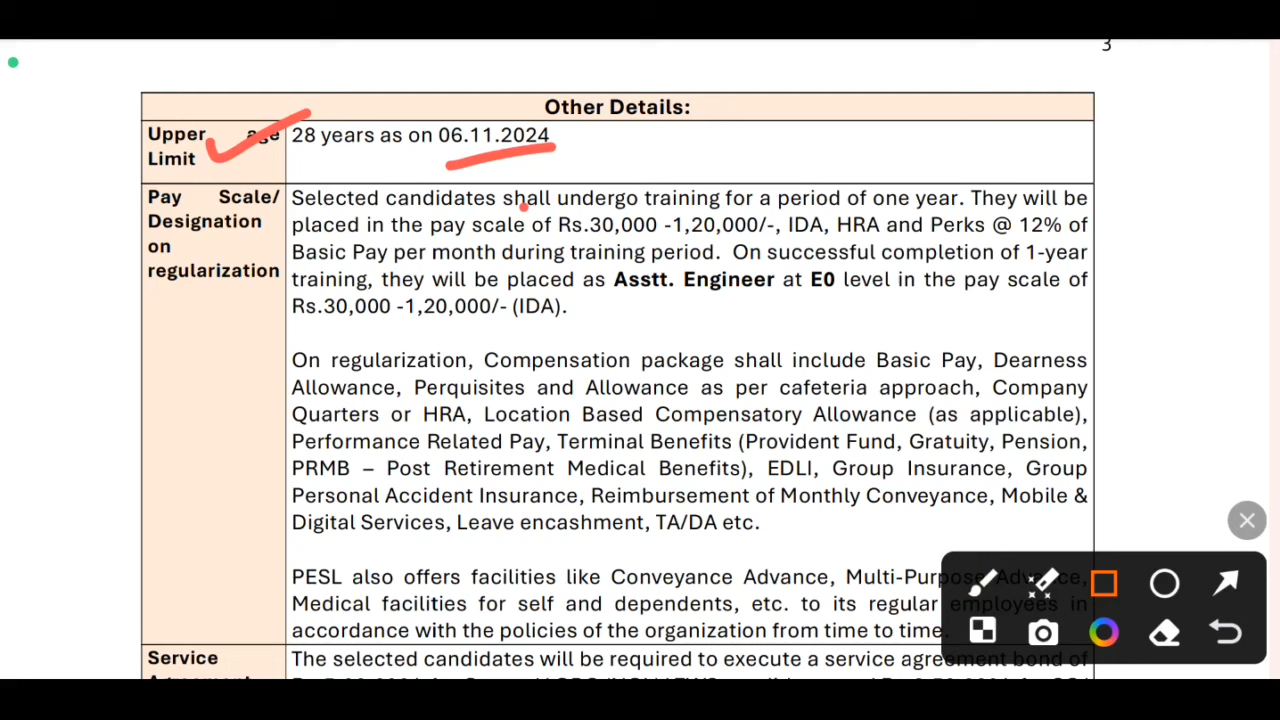 3
Other Details:
Upper age
Limit
28 years as on 06.11.2024
Pay Scale/
Designation
on
regularization
Selected candidates shall undergo training for a period of one year. They will be
placed in the pay scale of Rs.30,000 -1,20,000/-, IDA, HRA and Perks @ 12% of
Basic Pay per month during training period. On successful completion of 1-year
training, they will be placed as Asstt. Engineer at E0 level in the pay scale of
Rs.30,000 -1,20,000/- (IDA).
On regularization, Compensation package shall include Basic Pay, Dearness
Allowance, Perquisites and Allowance as per cafeteria approach, Company
Quarters or HRA, Location Based Compensatory Allowance (as applicable),
Performance Related Pay, Terminal Benefits (Provident Fund, Gratuity, Pension,
PRMB – Post Retirement Medical Benefits), EDLI, Group Insurance, Group
Personal Accident Insurance, Reimbursement of Monthly Conveyance, Mobile &
Digital Services, Leave encashment, TA/DA etc.
PESL also offers facilities like Conveyance Advance, Multi-Purpose Advance,
Medical facilities for self and dependents, etc. to its regular employees in
accordance with the policies of the organization from time to time.
Service
The selected candidates will be required to execute a service agreement bond of